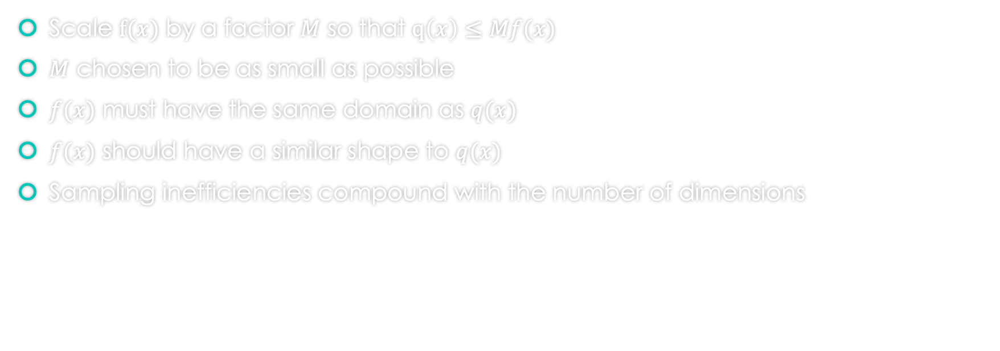 Scale f(x) by a factor M so that q(x) ≤ Mf(x)
M chosen to be as small as possible
f(x) must have the same domain as q(x)
f(x) should have a similar shape to q(x)
Sampling inefficiencies compound with the number of dimensions